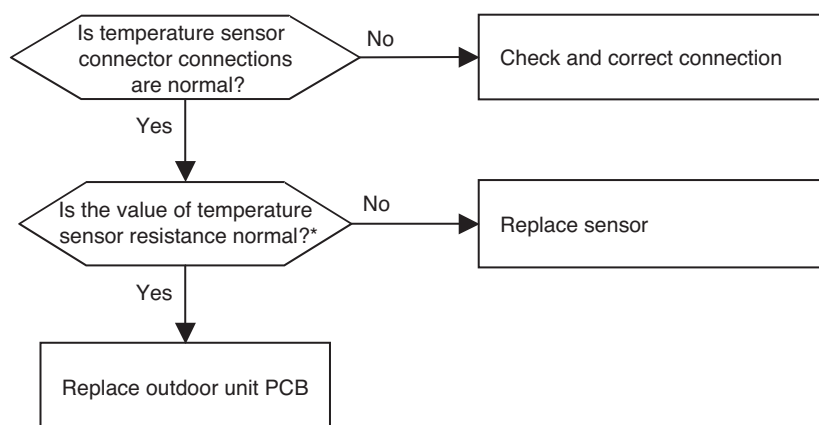 Is temperature sensor
connector connections
are normal?
No
Check and correct connection
Yes
Is the value of temperature
sensor resistance normal?*
No
Replace sensor
Yes
Replace outdoor unit PCB